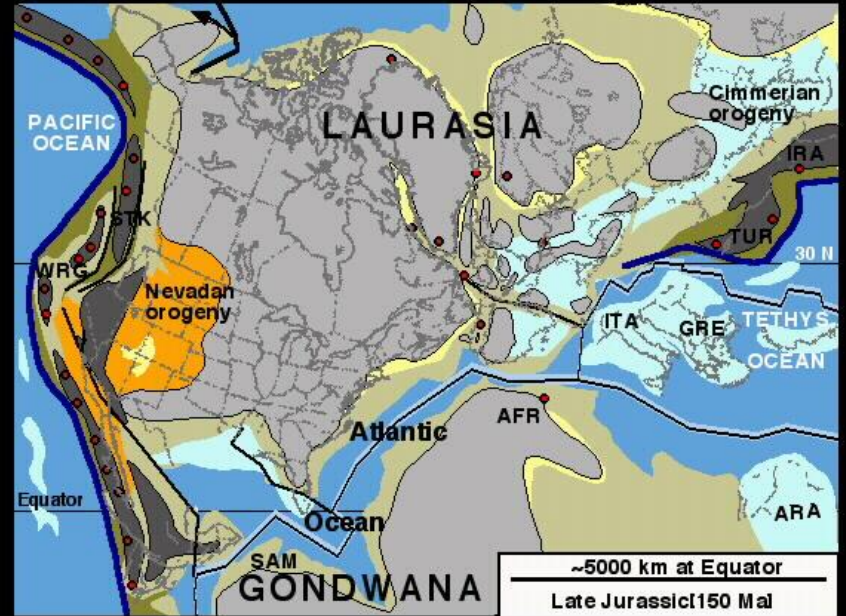 LAURASIA
Cimmerian
orogeny
PACIFIC
OCEAN
IRA
STK
TUR
WRG
30 N
Nevadan
orogeny
ITA
GRE
TETHYS
OCEAN
AFR
Atlantic
Equator
Ocean
ARA
SAM
GONDWANA
~5000 km at Equator
Late Jurassic[150 Ma]